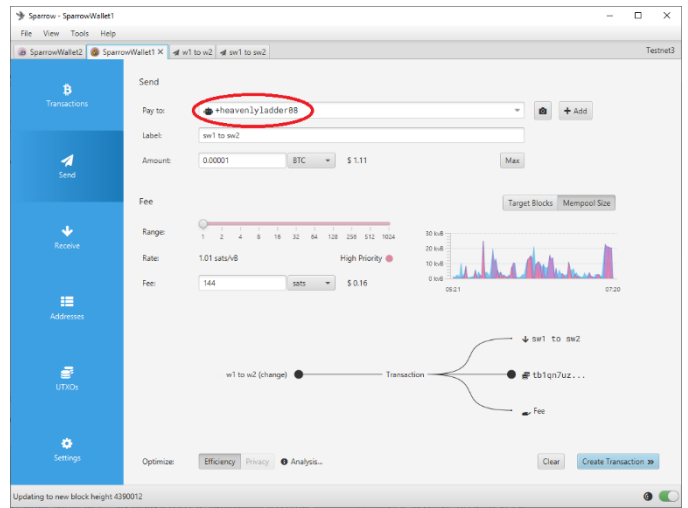 Sparrow - SparrowWallet1
File View Tools Help
SparrowWallet2 SparrowWallet1 × w1 to w2 sw1 to sw2 Testnet3
Transactions
Send
Receive
Addresses
UTXOs
Settings
Send
Pay to: +heavenlyladder08 + Add
Label: sw1 to sw2
Amount: 0.00001 BTC $ 1.11 Max
Fee
Target Blocks Mempool Size
Range: 1 2 4 8 16 32 64 128 256 512 1024
Rate: 1.01 sats/vB High Priority
Fee: 144 sats $ 0.16
30 kvB
20 kvB
10 kvB
0 kvB
09:21 07:20
sw1 to sw2
w1 to w2 (change) Transaction tb1qn7uz...
Fee
Optimize: Efficiency Privacy Analysis... Clear Create Transaction »
Updating to new block height 4390012